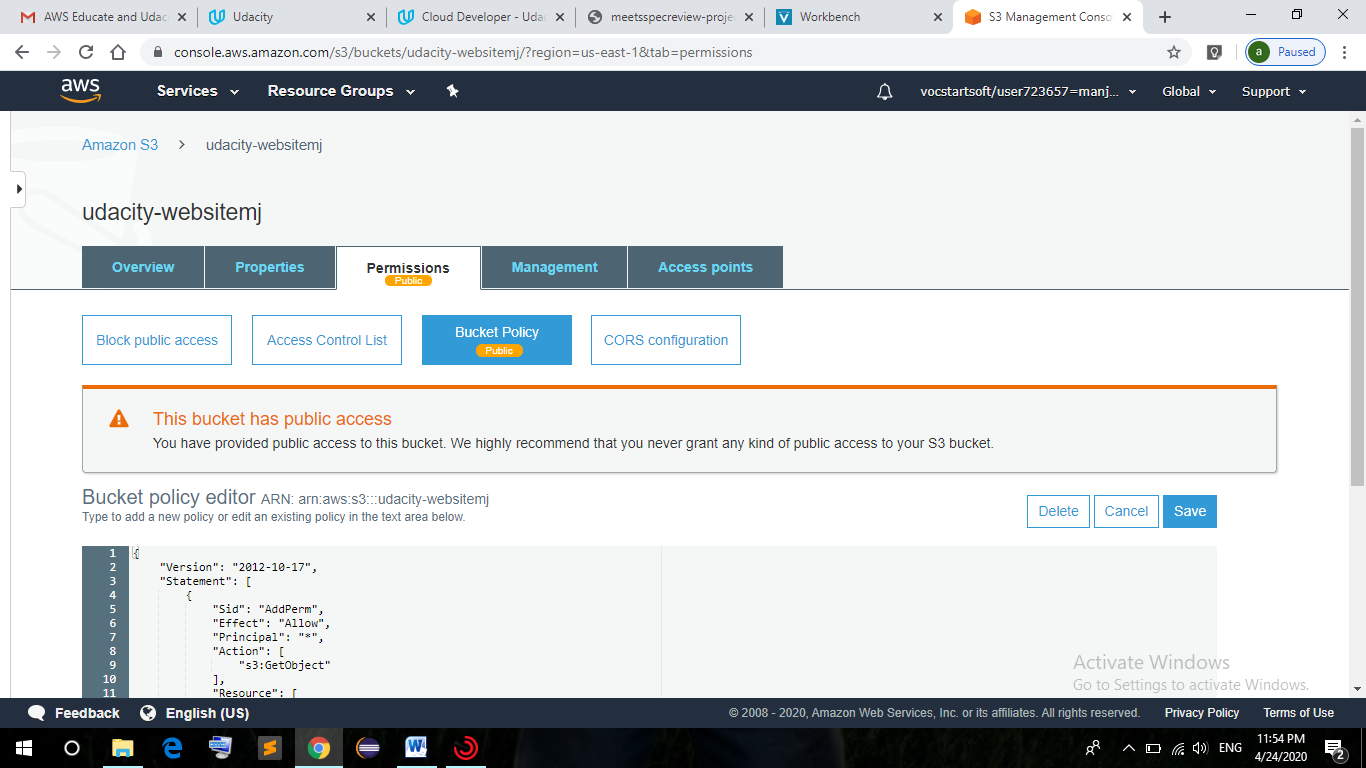 AWS Educate and Udac
Udacity
Cloud Developer - Udac
meetsspecreview-proje
Workbench
S3 Management Conso
console.aws.amazon.com/s3/buckets/udacity-websitemj/?region=us-east-1&tab=permissions
a Paused
aws
Services
Resource Groups
vocstartsoft/user723657=manj...
Global
Support
Amazon S3 > udacity-websitemj
udacity-websitemj
Overview
Properties
Permissions
Public
Management
Access points
Block public access
Access Control List
Bucket Policy
Public
CORS configuration
This bucket has public access
You have provided public access to this bucket. We highly recommend that you never grant any kind of public access to your S3 bucket.
Bucket policy editor ARN: arn:aws:s3:::udacity-websitemj
Type to add a new policy or edit an existing policy in the text area below.
Delete
Cancel
Save
1 {
2 "Version": "2012-10-17",
3 "Statement": [
4 {
5 "Sid": "AddPerm",
6 "Effect": "Allow",
7 "Principal": "*",
8 "Action": [
9 "s3:GetObject"
10 ],
11 "Resource": [
Activate Windows
Go to Settings to activate Windows.
Feedback
English (US)
© 2008 - 2020, Amazon Web Services, Inc. or its affiliates. All rights reserved.
Privacy Policy
Terms of Use
ENG
11:54 PM
4/24/2020
2